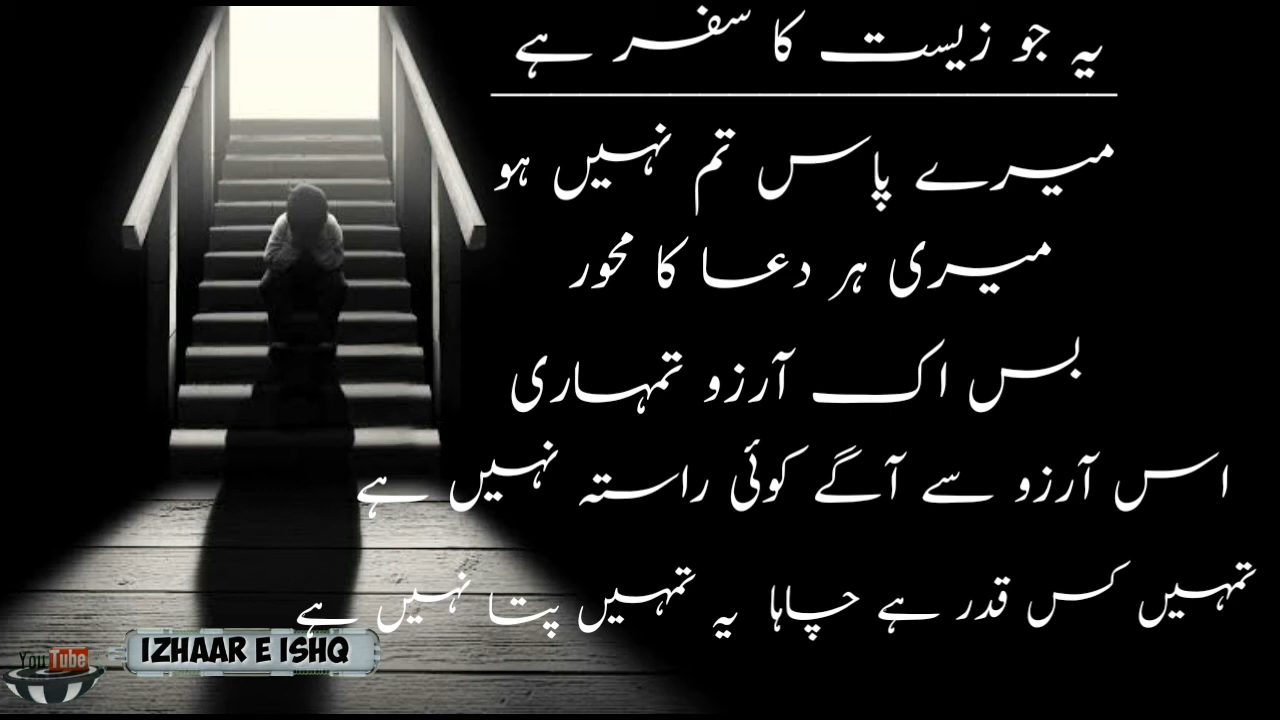 یہ جو زیست کا سفر ہے
میرے پاس تم نہیں ہو
میری ہر دعا کا محور
بس اک آرزو تمہاری
اس آرزو سے آگے کوئی راستہ نہیں ہے
تمہیں کس قدر ہے چاہا یہ تمہیں پتا نہیں ہے
YouTube
IZHAAR E ISHQ